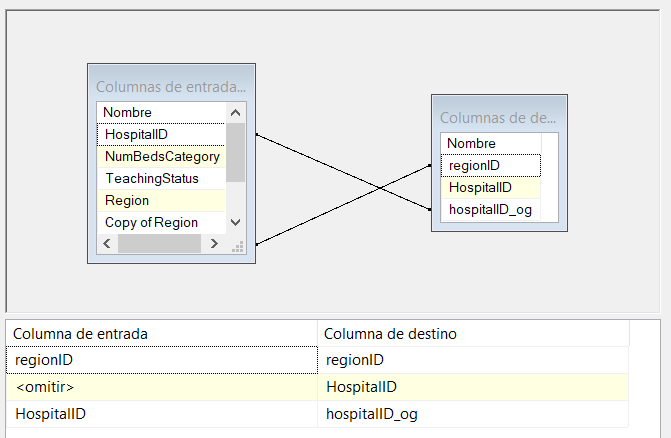 Columnas de entrada...
Nombre
HospitalID
NumBedsCategory
TeachingStatus
Region
Copy of Region
Columnas de de...
Nombre
regionID
HospitalID
hospitalID_og
Columna de entrada Columna de destino
regionID regionID
<omitir> HospitalID
HospitalID hospitalID_og